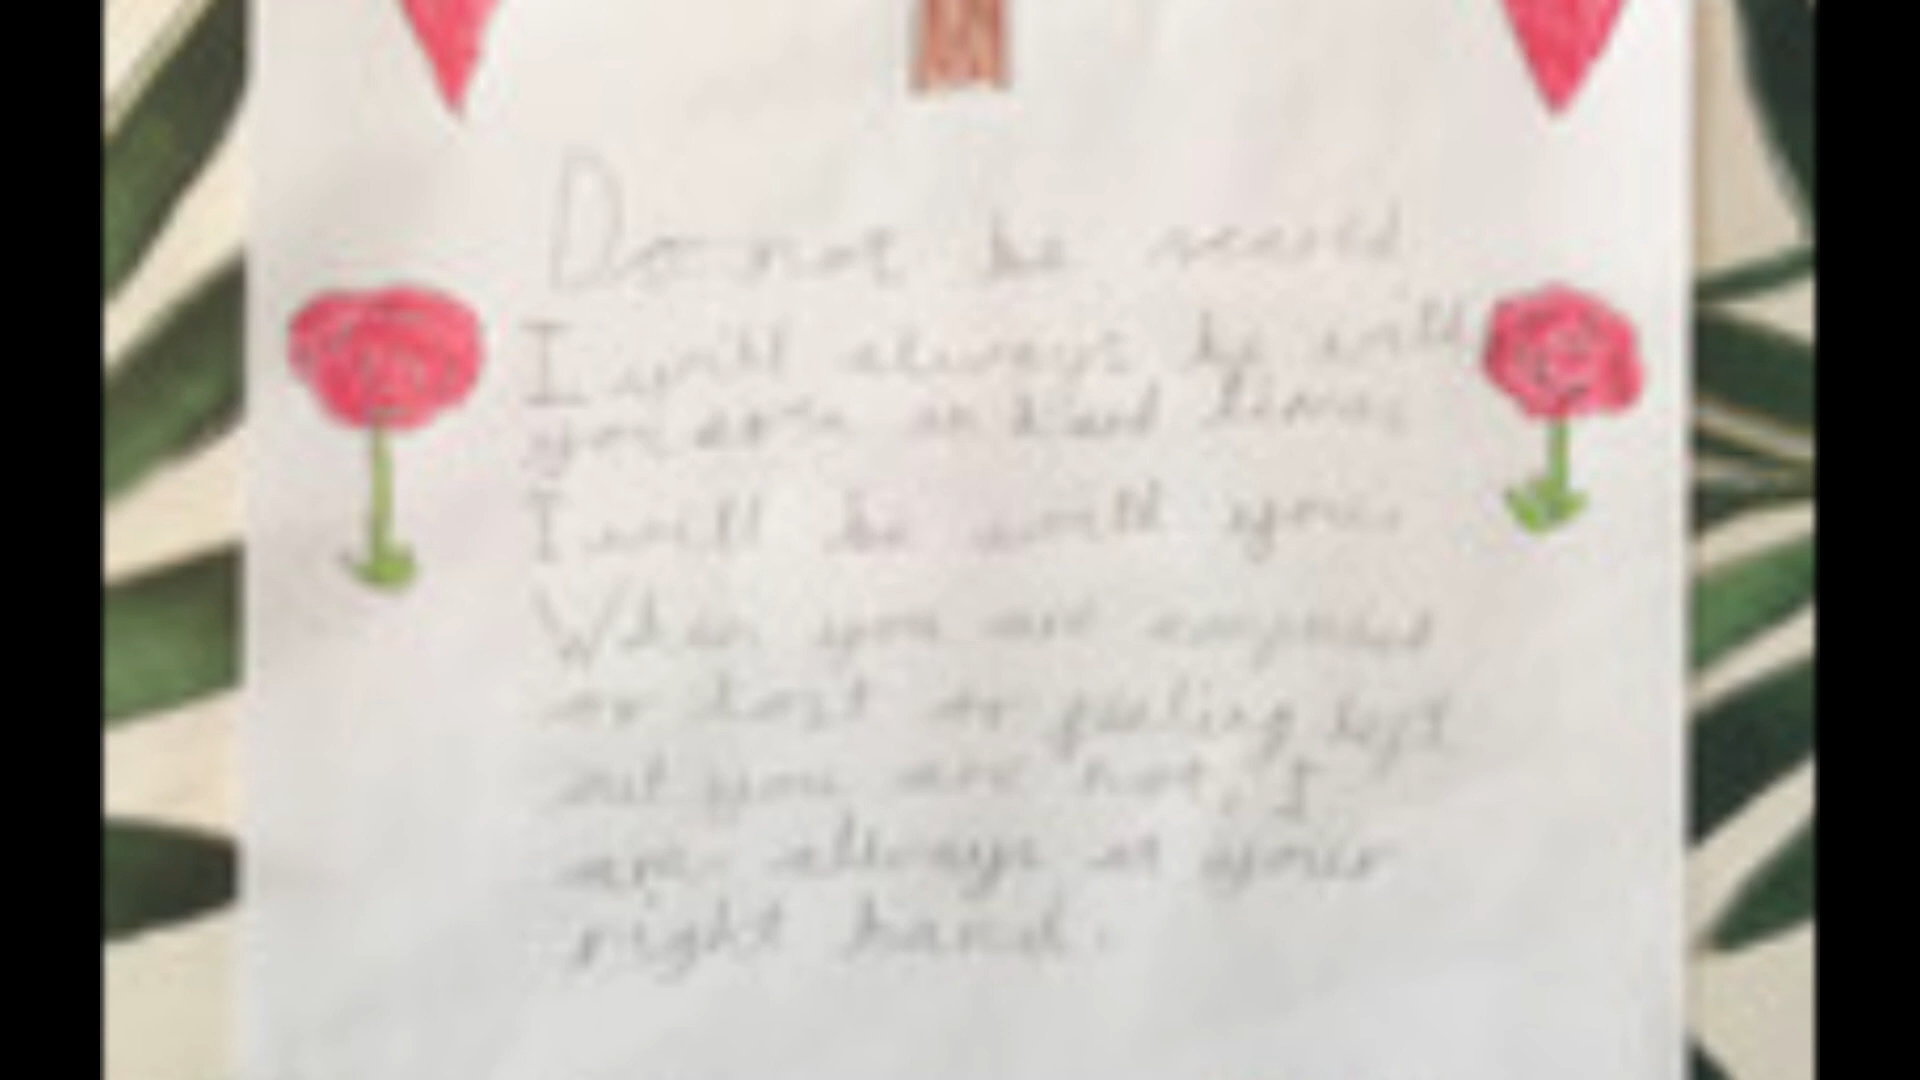 Do not be scared
I will always be with
you even in hard times
I will be with you.
When you are
or lost or feeling left
out you are not, I
am always at your
right hand.